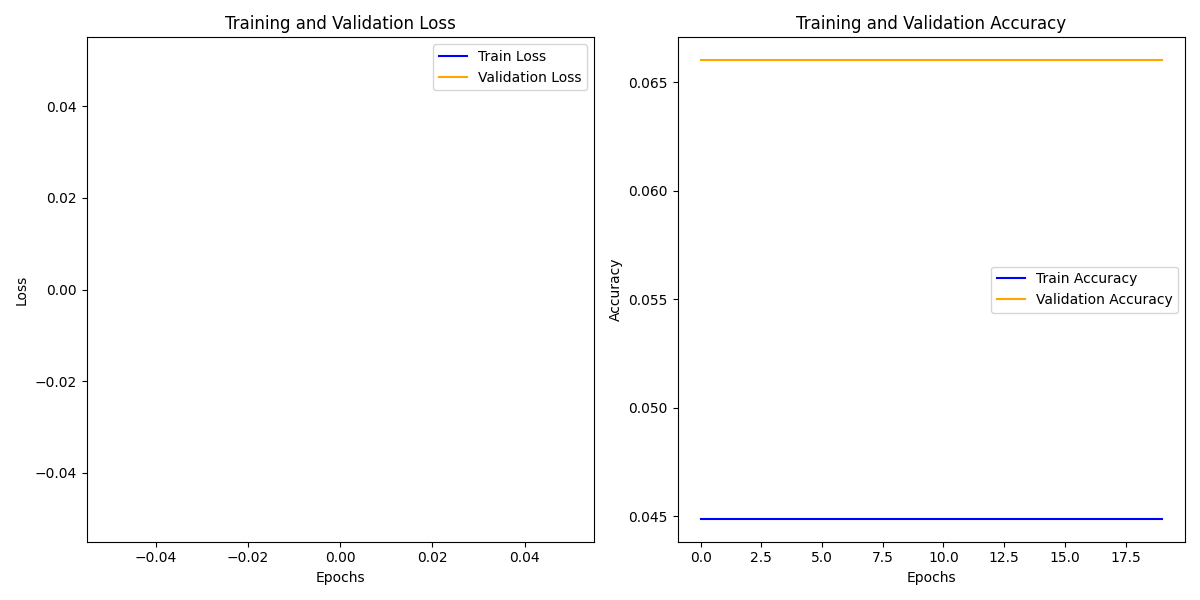 Training and Validation Loss
Train Loss
Validation Loss
0.04
0.02
0.00
−0.02
−0.04
Loss
−0.04
−0.02
0.00
0.02
0.04
Epochs
Training and Validation Accuracy
0.065
0.060
0.055
0.050
0.045
Accuracy
Train Accuracy
Validation Accuracy
0.0
2.5
5.0
7.5
10.0
12.5
15.0
17.5
Epochs